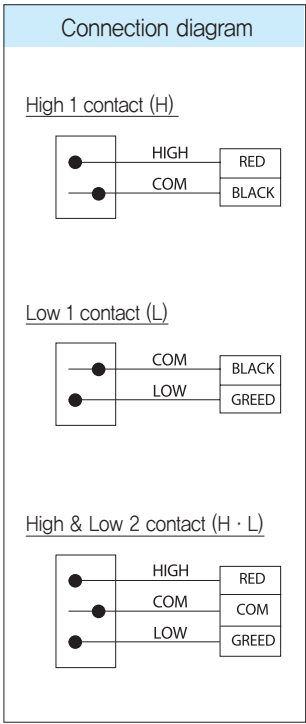 Connection diagram
High 1 contact (H)
HIGH RED
COM BLACK
Low 1 contact (L)
COM BLACK
LOW GREED
High & Low 2 contact (H · L)
HIGH RED
COM COM
LOW GREED